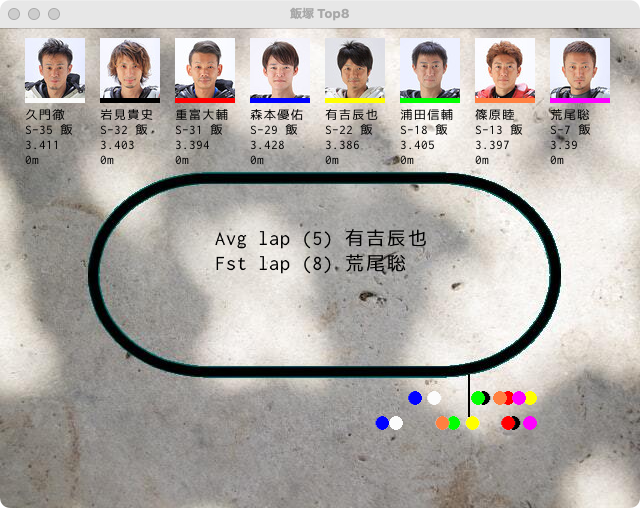 飯塚 Top8
久門徹 岩見貴史 重富大輔 森本優佑 有吉辰也 浦田信輔 篠原睦 荒尾聡
S-35 飯 S-32 飯 S-31 飯 S-29 飯 S-22 飯 S-18 飯 S-13 飯 S-7 飯
3.411 3.403 3.394 3.428 3.386 3.405 3.397 3.39
0m 0m 0m 0m 0m 0m 0m 0m
Avg lap (5) 有吉辰也
Fst lap (8) 荒尾聡